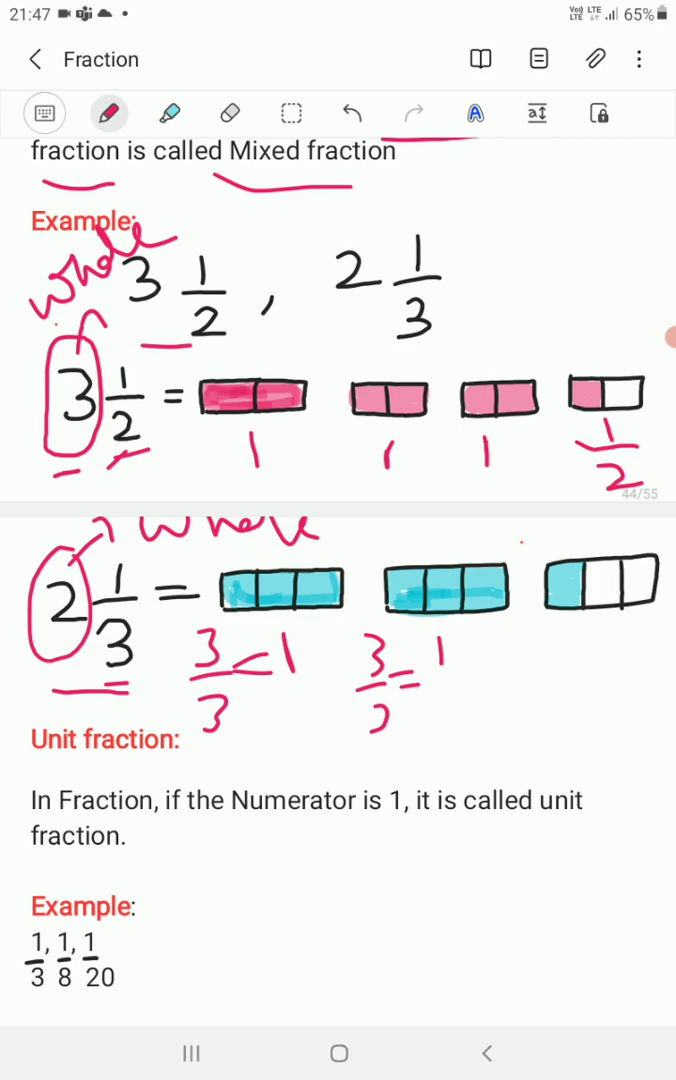 21:47 Vo) LTE LTE 65%
Fraction
fraction is called Mixed fraction
Example:
whole
3 1/2 , 2 1/3
3 1/2 =
1 1 1 1/2
44/55
whole
2 1/3 =
3/3 = 1 3/3 = 1
Unit fraction:
In Fraction, if the Numerator is 1, it is called unit
fraction.
Example:
1, 1, 1
3 8 20